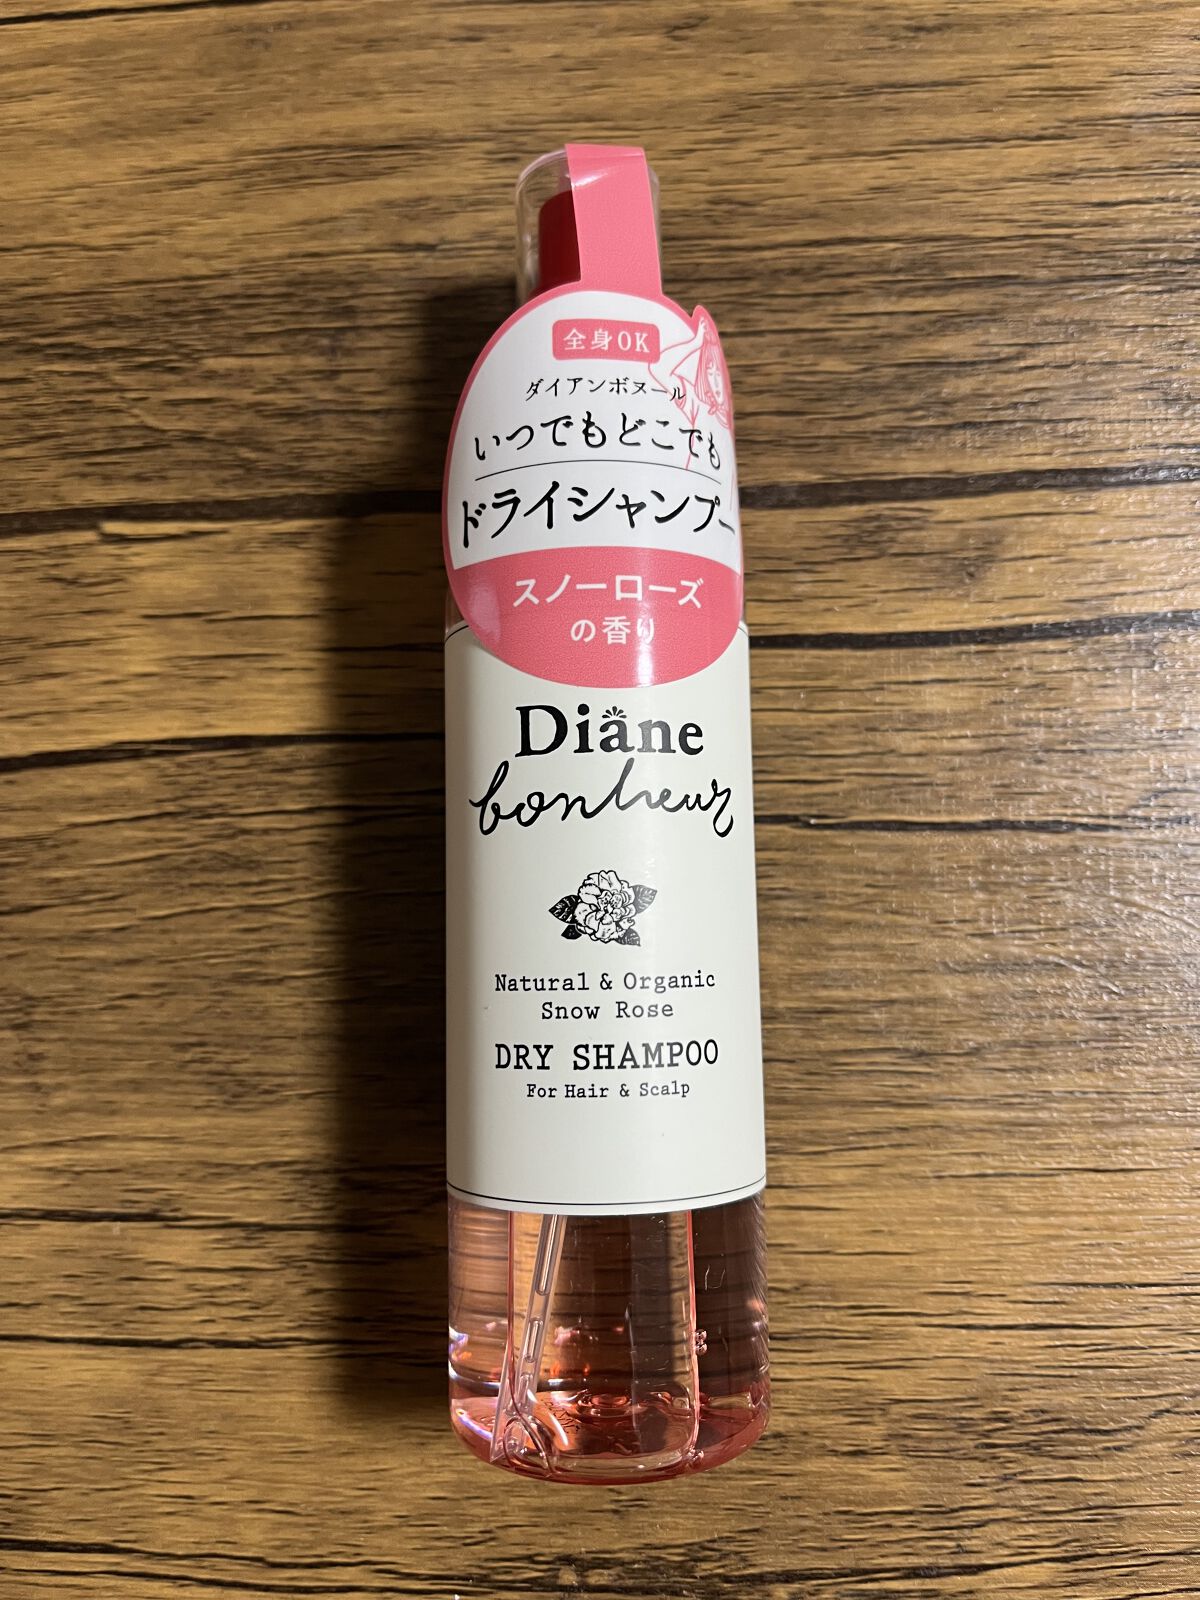 全身OK
ダイアンボヌール
いつでもどこでも
ドライシャンプー
スノーローズ
の香り
Diane
bonheur
Natural & Organic
Snow Rose
DRY SHAMPOO
For Hair & Scalp